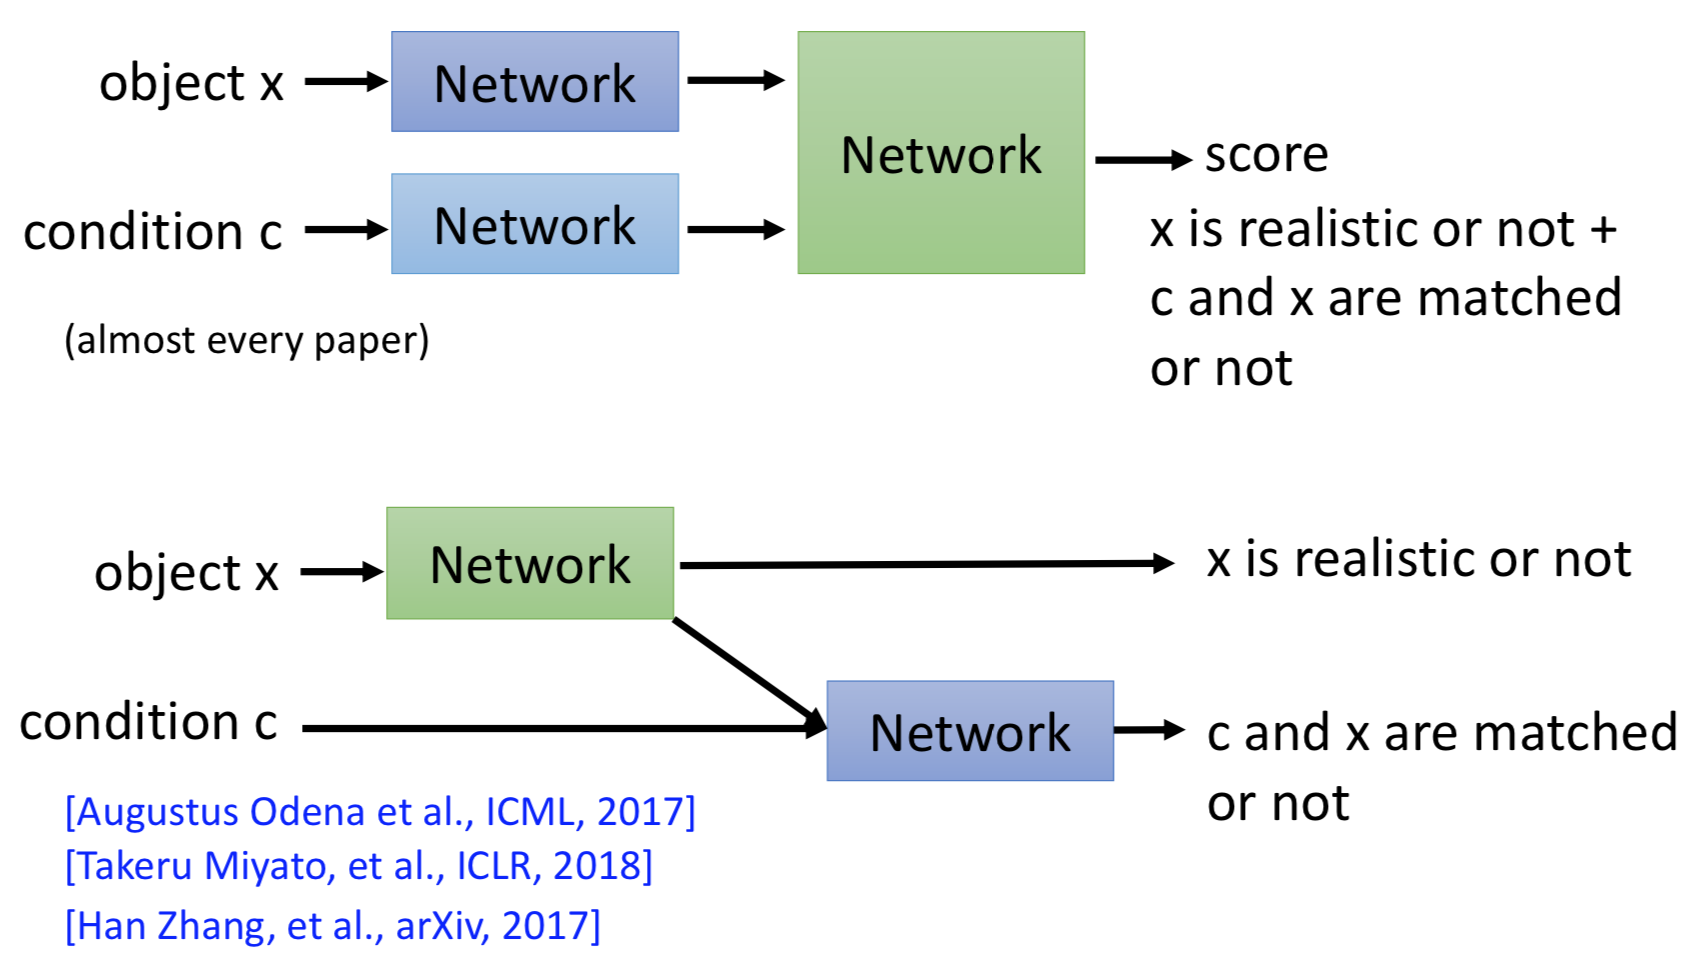 object x
Network
Network
score
condition c
Network
x is realistic or not +
c and x are matched
or not
(almost every paper)
object x
Network
x is realistic or not
condition c
Network
c and x are matched
or not
[Augustus Odena et al., ICML, 2017]
[Takeru Miyato, et al., ICLR, 2018]
[Han Zhang, et al., arXiv, 2017]